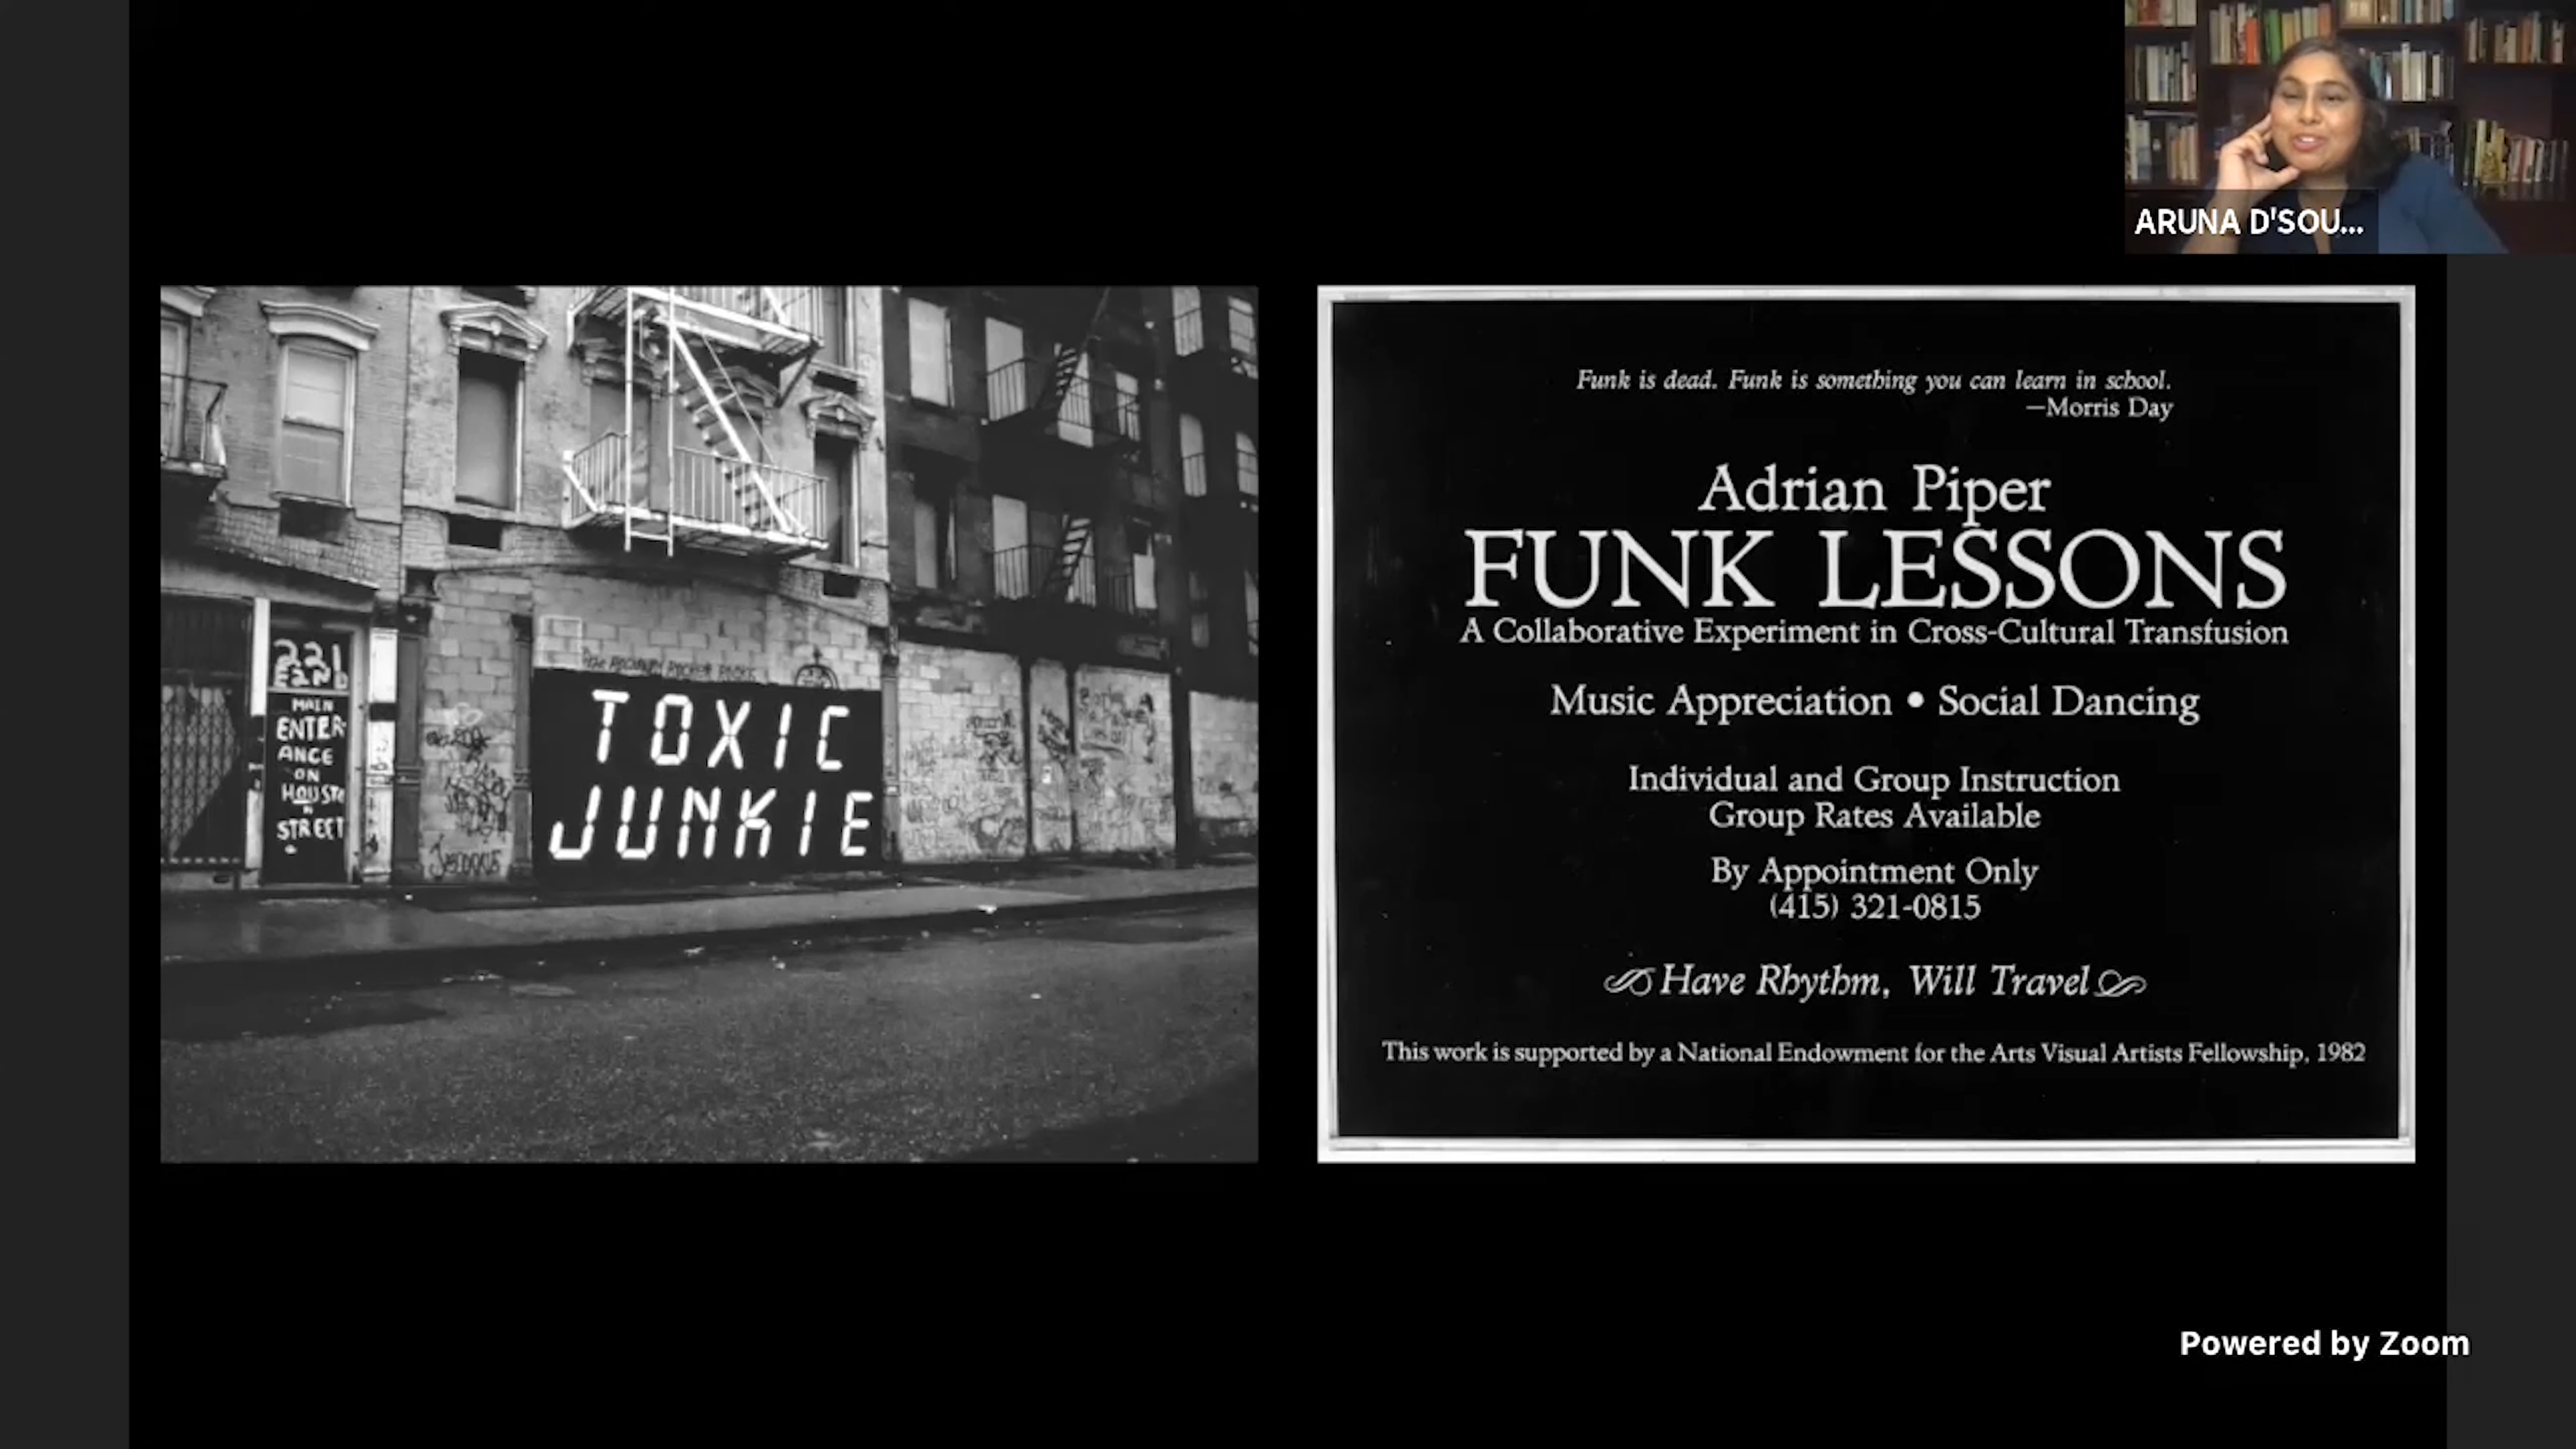 ARUNA D'SOU...
221
E 2ND
MAIN
ENTER-
ANCE
ON
HOUSTO
N
STREET
TOXIC
JUNKIE
Funk is dead. Funk is something you can learn in school.
—Morris Day
Adrian Piper
FUNK LESSONS
A Collaborative Experiment in Cross-Cultural Transfusion
Music Appreciation • Social Dancing
Individual and Group Instruction
Group Rates Available
By Appointment Only
(415) 321-0815
Have Rhythm, Will Travel
This work is supported by a National Endowment for the Arts Visual Artists Fellowship, 1982
Powered by Zoom